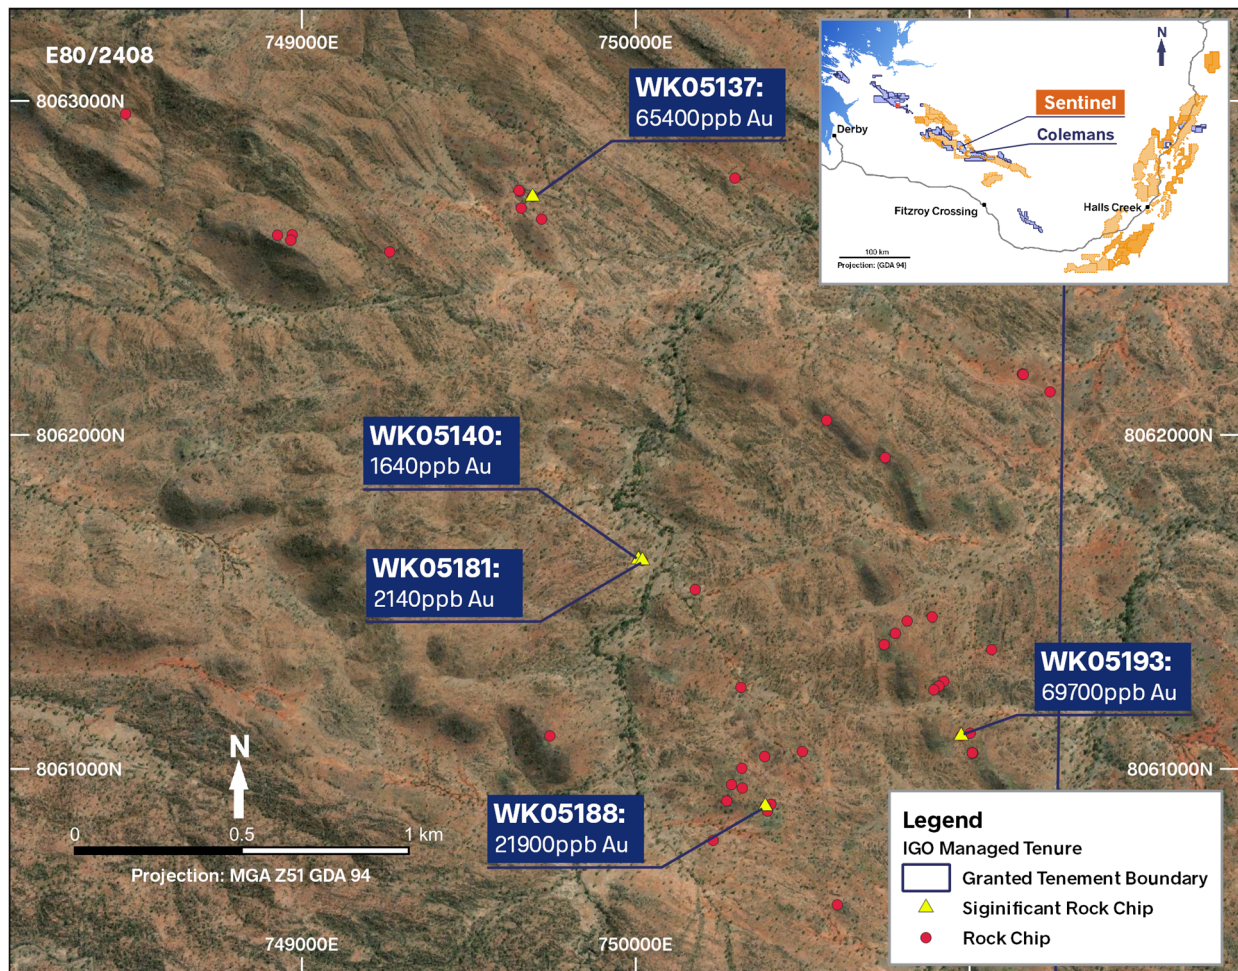 749000E
750000E
E80/2408
8063000N
WK05137:
65400ppb Au
N
Sentinel
Colemans
Derby
Fitzroy Crossing
Halls Creek
100 km
Projection: (GDA 94)
8062000N
8062000N
WK05140:
1640ppb Au
WK05181:
2140ppb Au
WK05193:
69700ppb Au
N
8061000N
8061000N
WK05188:
21900ppb Au
0
0.5
1 km
Projection: MGA Z51 GDA 94
Legend
IGO Managed Tenure
Granted Tenement Boundary
Siginificant Rock Chip
Rock Chip
749000E
750000E